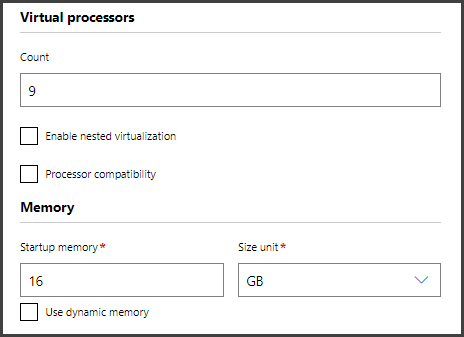 Virtual processors
Count
9
Enable nested virtualization
Processor compatibility
Memory
Startup memory* Size unit*
16 GB
Use dynamic memory